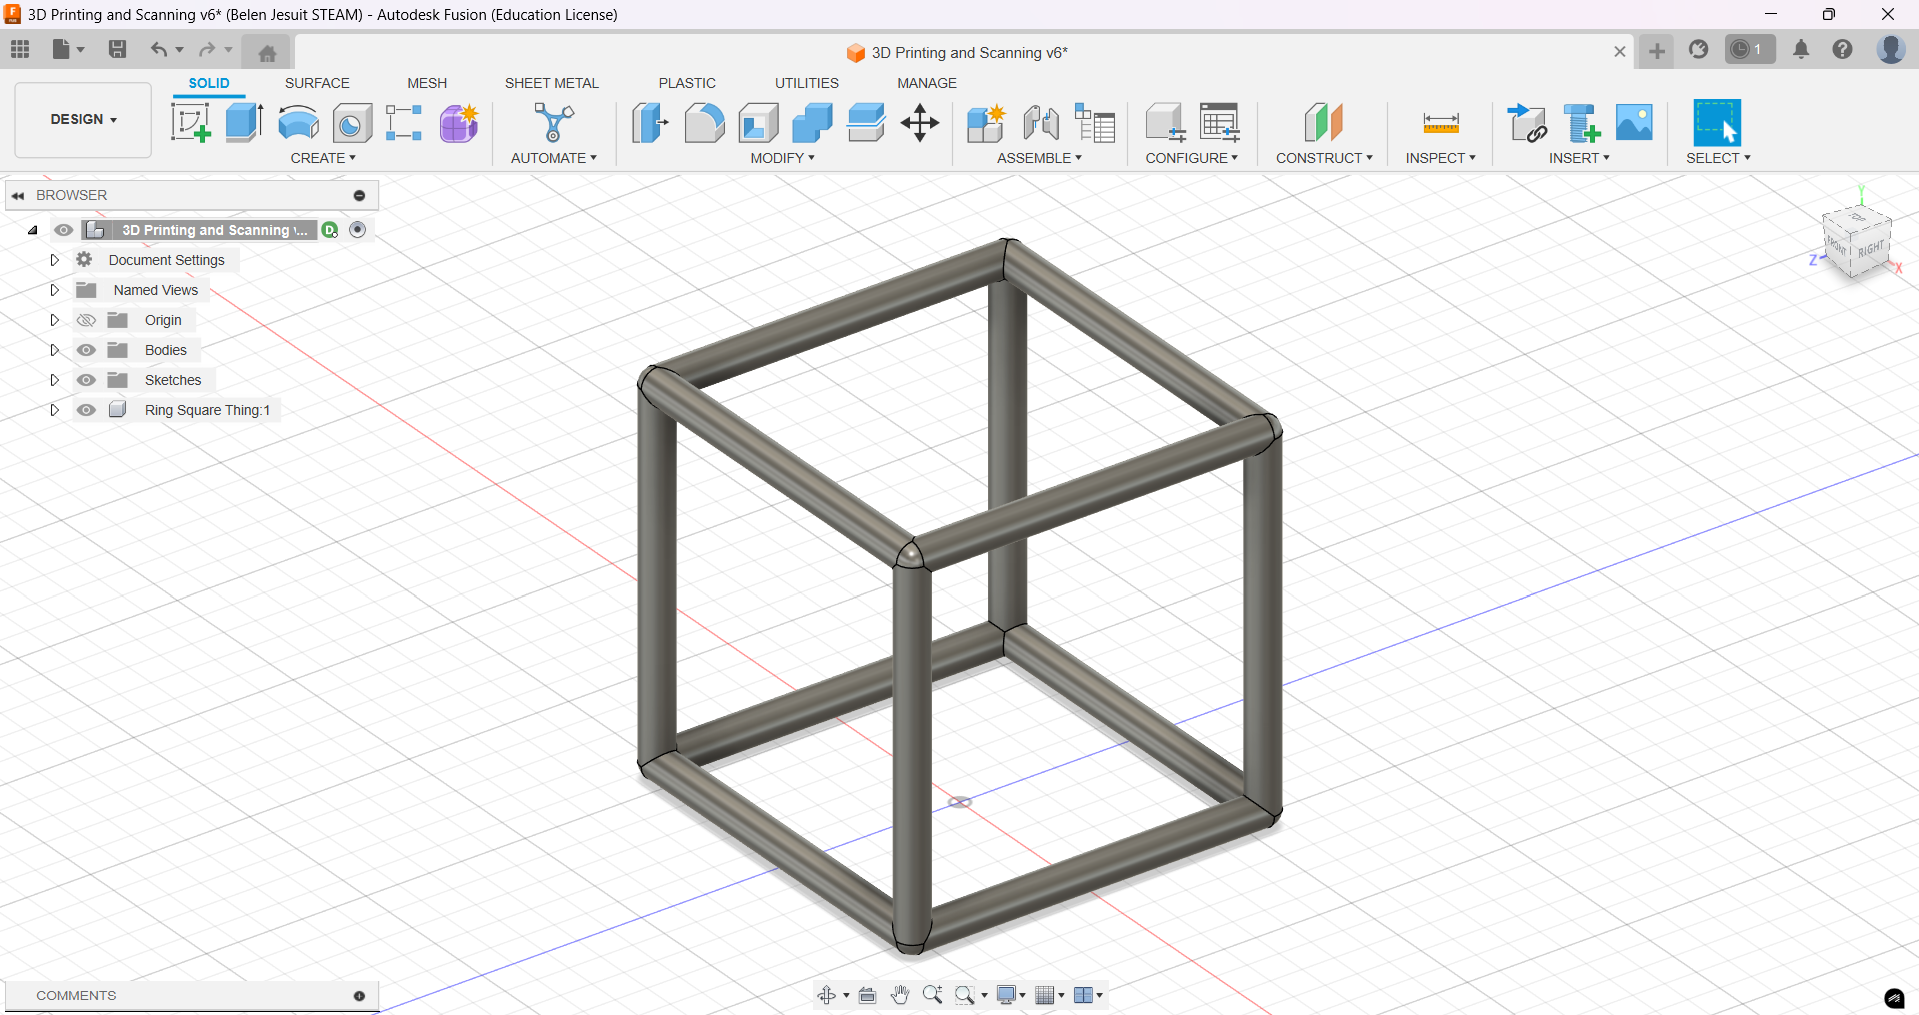 3D Printing and Scanning v6* (Belen Jesuit STEAM) - Autodesk Fusion (Education License)
3D Printing and Scanning v6*
1
SOLID SURFACE MESH SHEET METAL PLASTIC UTILITIES MANAGE
DESIGN
CREATE AUTOMATE MODIFY ASSEMBLE CONFIGURE CONSTRUCT INSPECT INSERT SELECT
BROWSER
3D Printing and Scanning v...
Document Settings
Named Views
Origin
Bodies
Sketches
Ring Square Thing:1
Y
TOP
FRONT RIGHT
Z X
COMMENTS